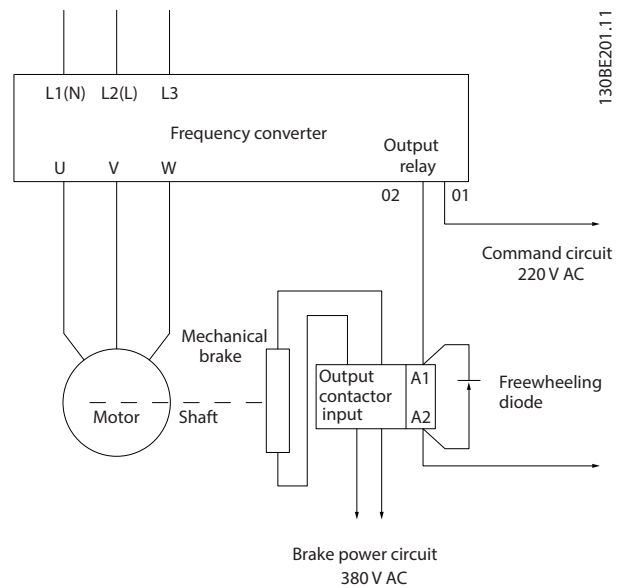 130BE201.11
L1(N) L2(L) L3
Frequency converter
Output
relay
U V W
02 01
Command circuit
220 V AC
Mechanical
brake
Output
contactor
input
A1
A2
Freewheeling
diode
Motor
Shaft
Brake power circuit
380 V AC